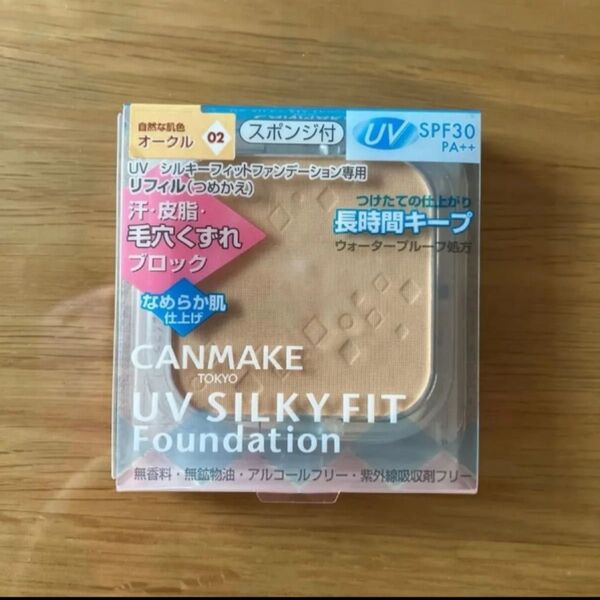 自然な肌色
オークル 02
スポンジ付
UV SPF30
PA++
UV シルキーフィットファンデーション専用
リフィル(つめかえ)
汗・皮脂・
毛穴くずれ
ブロック
つけたての仕上がり
長時間キープ
ウォータープルーフ処方
なめらか肌
仕上げ
CANMAKE
TOKYO
UV SILKY FIT
Foundation
無香料・無鉱物油・アルコールフリー・紫外線吸収剤フリー